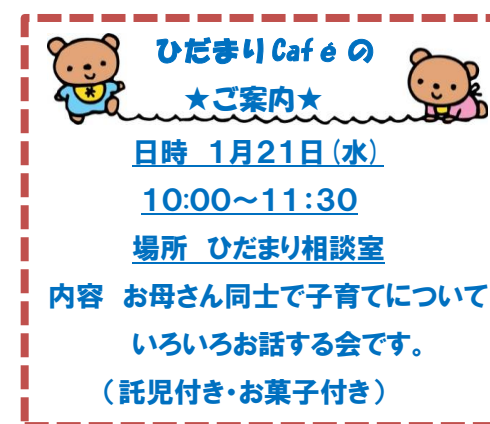 ひだまりCaféの
★ご案内★
日時　1月21日(水)
10:00～11:30
場所　ひだまり相談室
内容　お母さん同士で子育てについて
いろいろお話する会です。
（託児付き・お菓子付き）